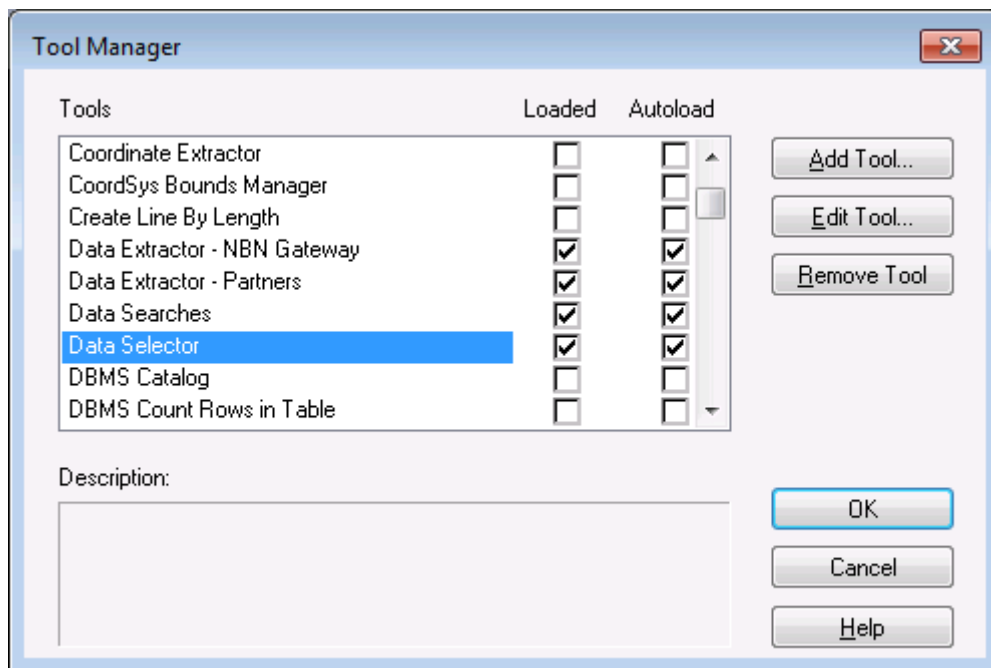 Tool Manager
Tools Loaded Autoload
Coordinate Extractor
CoordSys Bounds Manager
Create Line By Length
Data Extractor - NBN Gateway
Data Extractor - Partners
Data Searches
Data Selector
DBMS Catalog
DBMS Count Rows in Table
Add Tool...
Edit Tool...
Remove Tool
Description:
OK
Cancel
Help